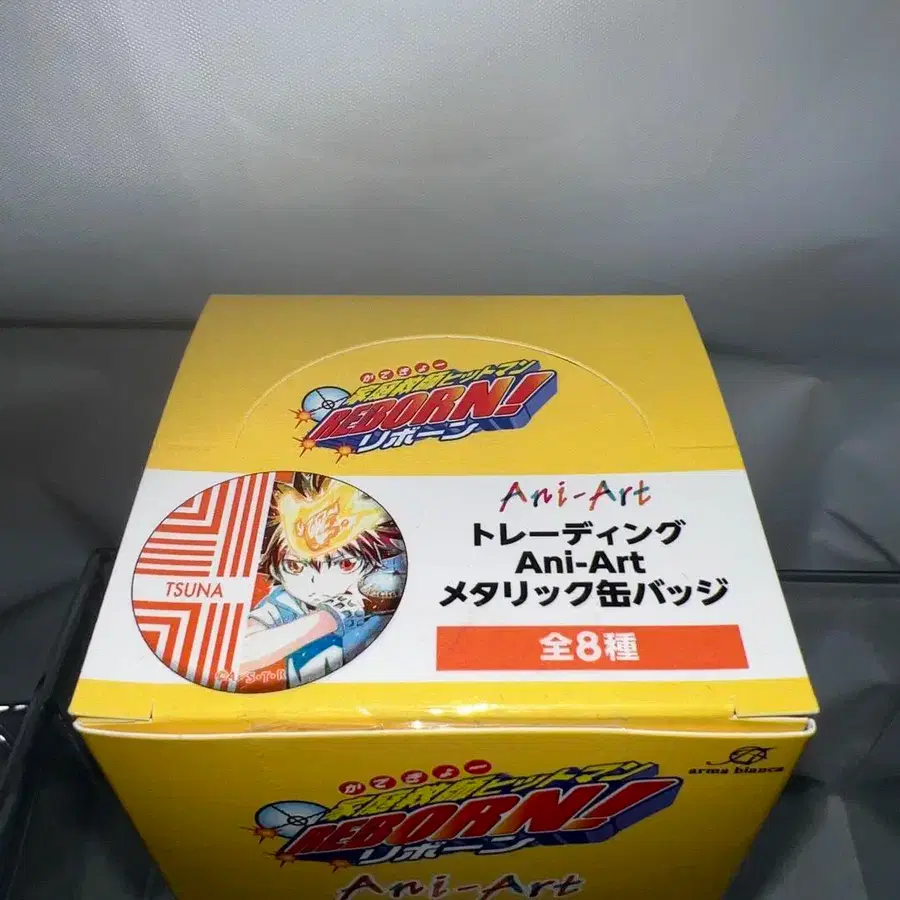 かてきょー
家庭教師ヒットマン
REBORN!
リボーン
TSUNA
Ani-Art
トレーディング
Ani-Art
メタリック缶バッジ
全8種
arma bianca
かてきょー
家庭教師ヒットマン
REBORN!
リボーン
Ani-Art